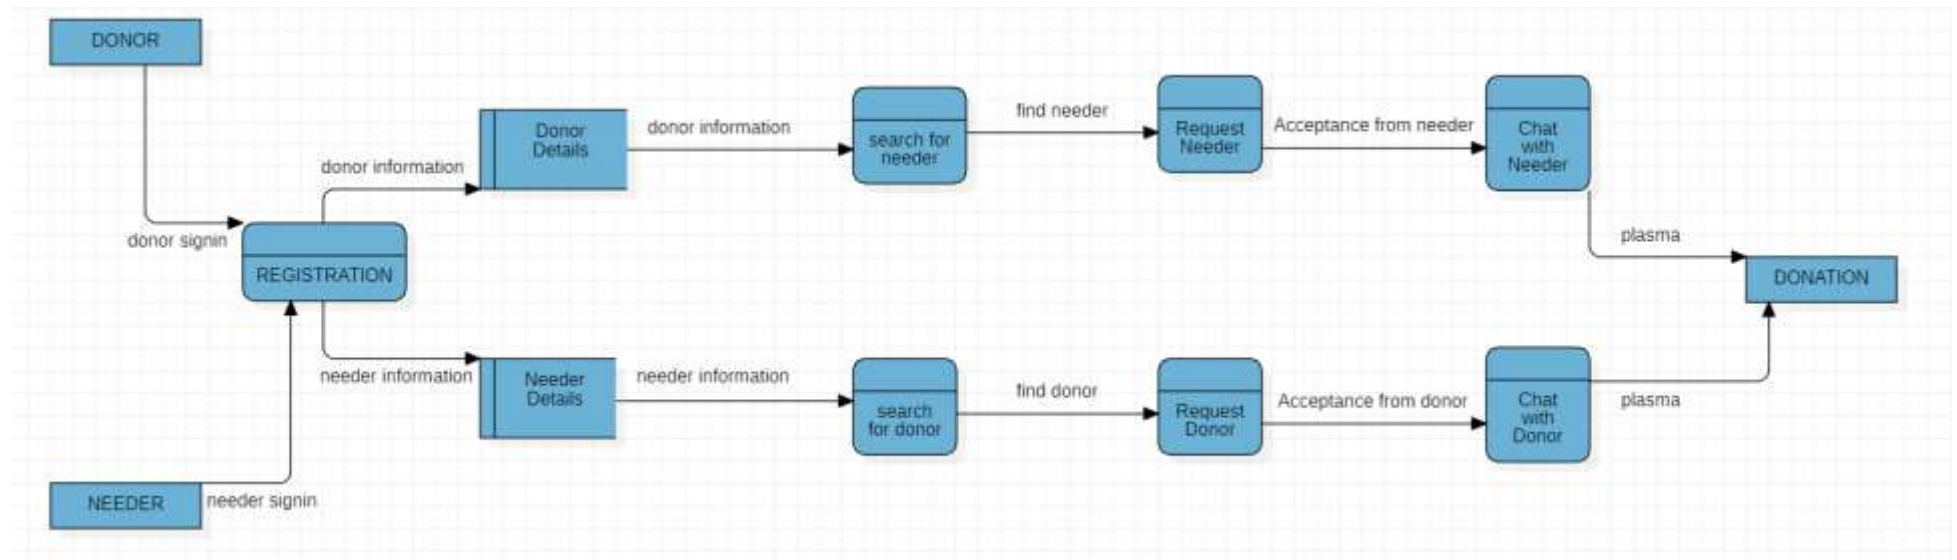 DONOR
donor signin
REGISTRATION
donor information
Donor
Details
donor information
search for
needer
find needer
Request
Needer
Acceptance from needer
Chat
with
Needer
plasma
DONATION
NEEDER
needer signin
needer information
Needer
Details
needer information
search
for donor
find donor
Request
Donor
Acceptance from donor
Chat
with
Donor
plasma